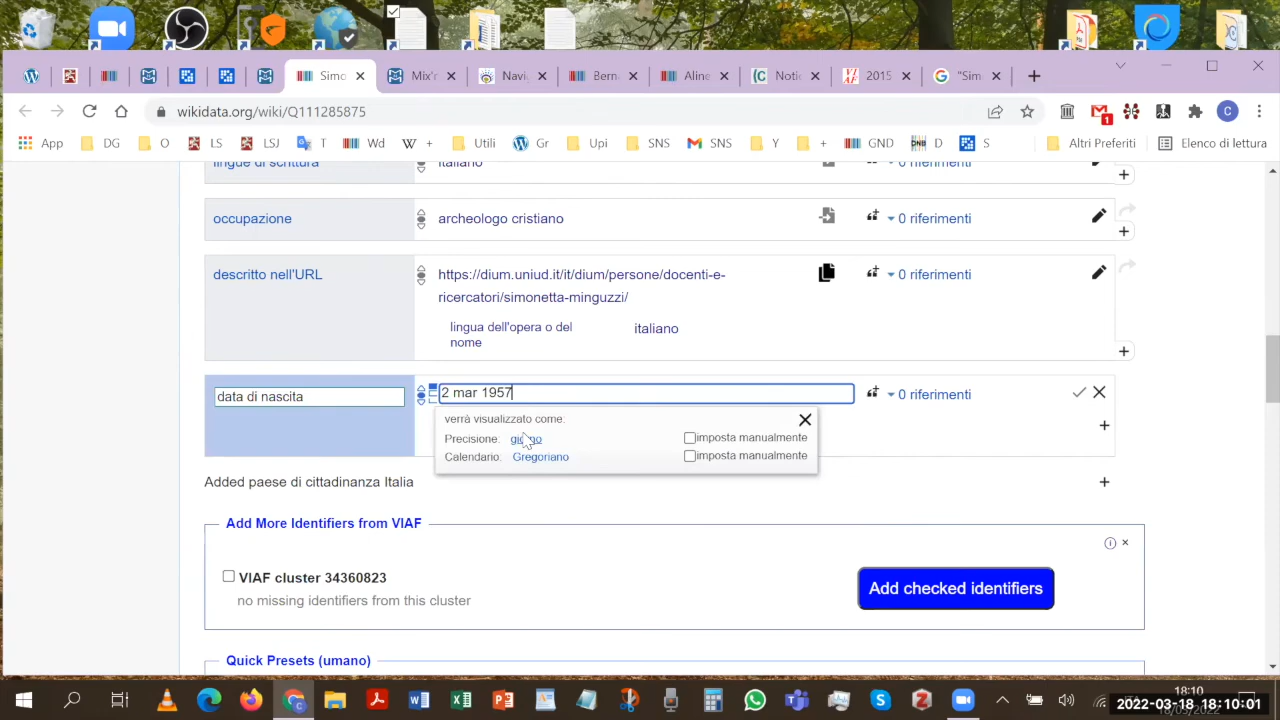 Simo
Mix'n
Navi
Bern
Aline
Notic
2015
"Sim
wikidata.org/wiki/Q111285875
App
DG
O
LS
LSJ
T
Wd
+
Utili
Gr
Upi
SNS
SNS
Y
+
GND
D
S
Altri Preferiti
Elenco di lettura
lingue di scrittura
italiano
0 riferimenti
occupazione
archeologo cristiano
0 riferimenti
descritto nell'URL
https://dium.uniud.it/it/dium/persone/docenti-e-
ricercatori/simonetta-minguzzi/
0 riferimenti
lingua dell'opera o del
nome
italiano
data di nascita
2 mar 1957
0 riferimenti
verrà visualizzato come:
Precisione: giorno
imposta manualmente
Calendario: Gregoriano
imposta manualmente
Added paese di cittadinanza Italia
Add More Identifiers from VIAF
VIAF cluster 34360823
no missing identifiers from this cluster
Add checked identifiers
Quick Presets (umano)
18:10
2022-03-18 18:10:01